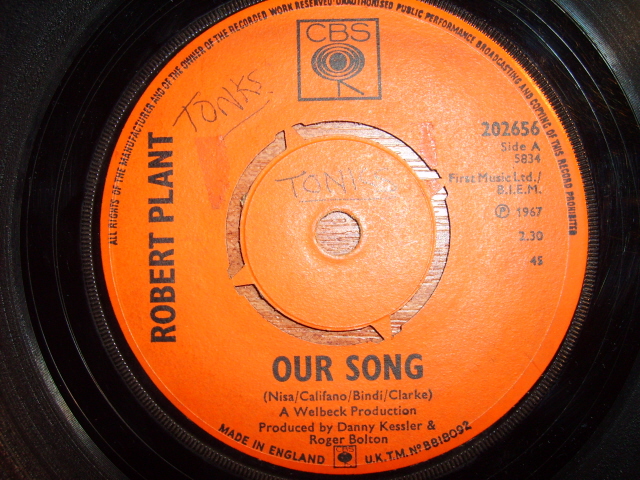 ALL RIGHTS OF THE MANUFACTURER AND OF THE OWNER OF THE RECORDED WORK RESERVED UNAUTHORISED PUBLIC PERFORMANCE BROADCASTING AND COPYING OF THIS RECORD PROHIBITED
CBS
TONKS.
ROBERT PLANT
202656
Side A
5834
First Music Ltd./
B.I.E.M.
℗ 1967
2.30
45
TONKS
OUR SONG
(Nisa/Califano/Bindi/Clarke)
A Welbeck Production
Produced by Danny Kessler &
Roger Bolton
MADE IN ENGLAND CBS U.K.T.M. Nº B818092